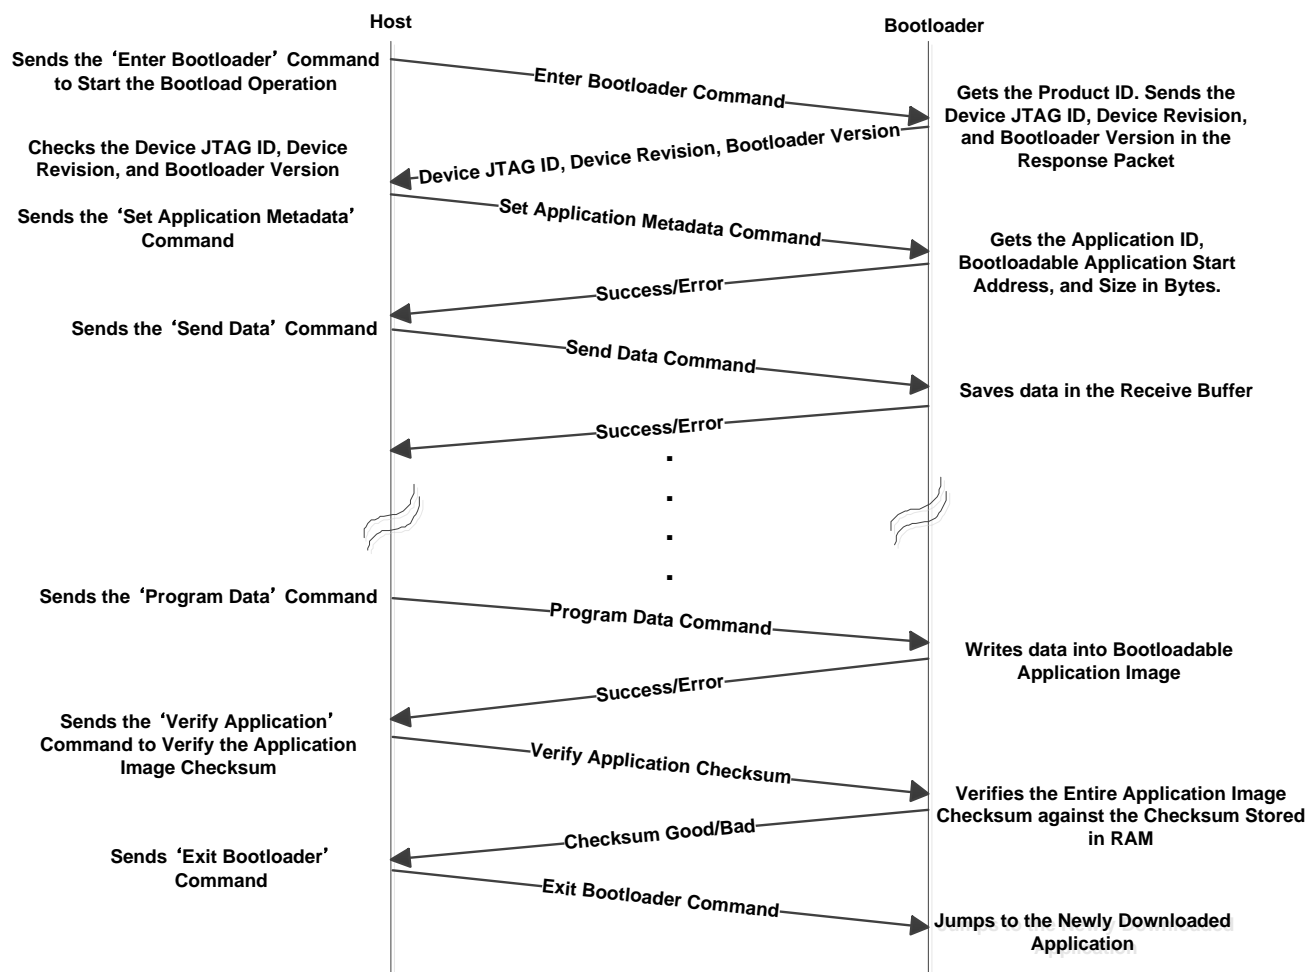 Host
Bootloader
Sends the ‘Enter Bootloader’ Command
to Start the Bootload Operation
Enter Bootloader Command
Gets the Product ID. Sends the
Device JTAG ID, Device Revision,
and Bootloader Version in the
Response Packet
Device JTAG ID, Device Revision, Bootloader Version
Checks the Device JTAG ID, Device
Revision, and Bootloader Version
Sends the ‘Set Application Metadata’
Command
Set Application Metadata Command
Gets the Application ID,
Bootloadable Application Start
Address, and Size in Bytes.
Success/Error
Sends the ‘Send Data’ Command
Send Data Command
Saves data in the Receive Buffer
Success/Error
Sends the ‘Program Data’ Command
Program Data Command
Writes data into Bootloadable
Application Image
Success/Error
Sends the ‘Verify Application’
Command to Verify the Application
Image Checksum
Verify Application Checksum
Verifies the Entire Application Image
Checksum against the Checksum Stored
in RAM
Checksum Good/Bad
Sends ‘Exit Bootloader’
Command
Exit Bootloader Command
Jumps to the Newly Downloaded
Application